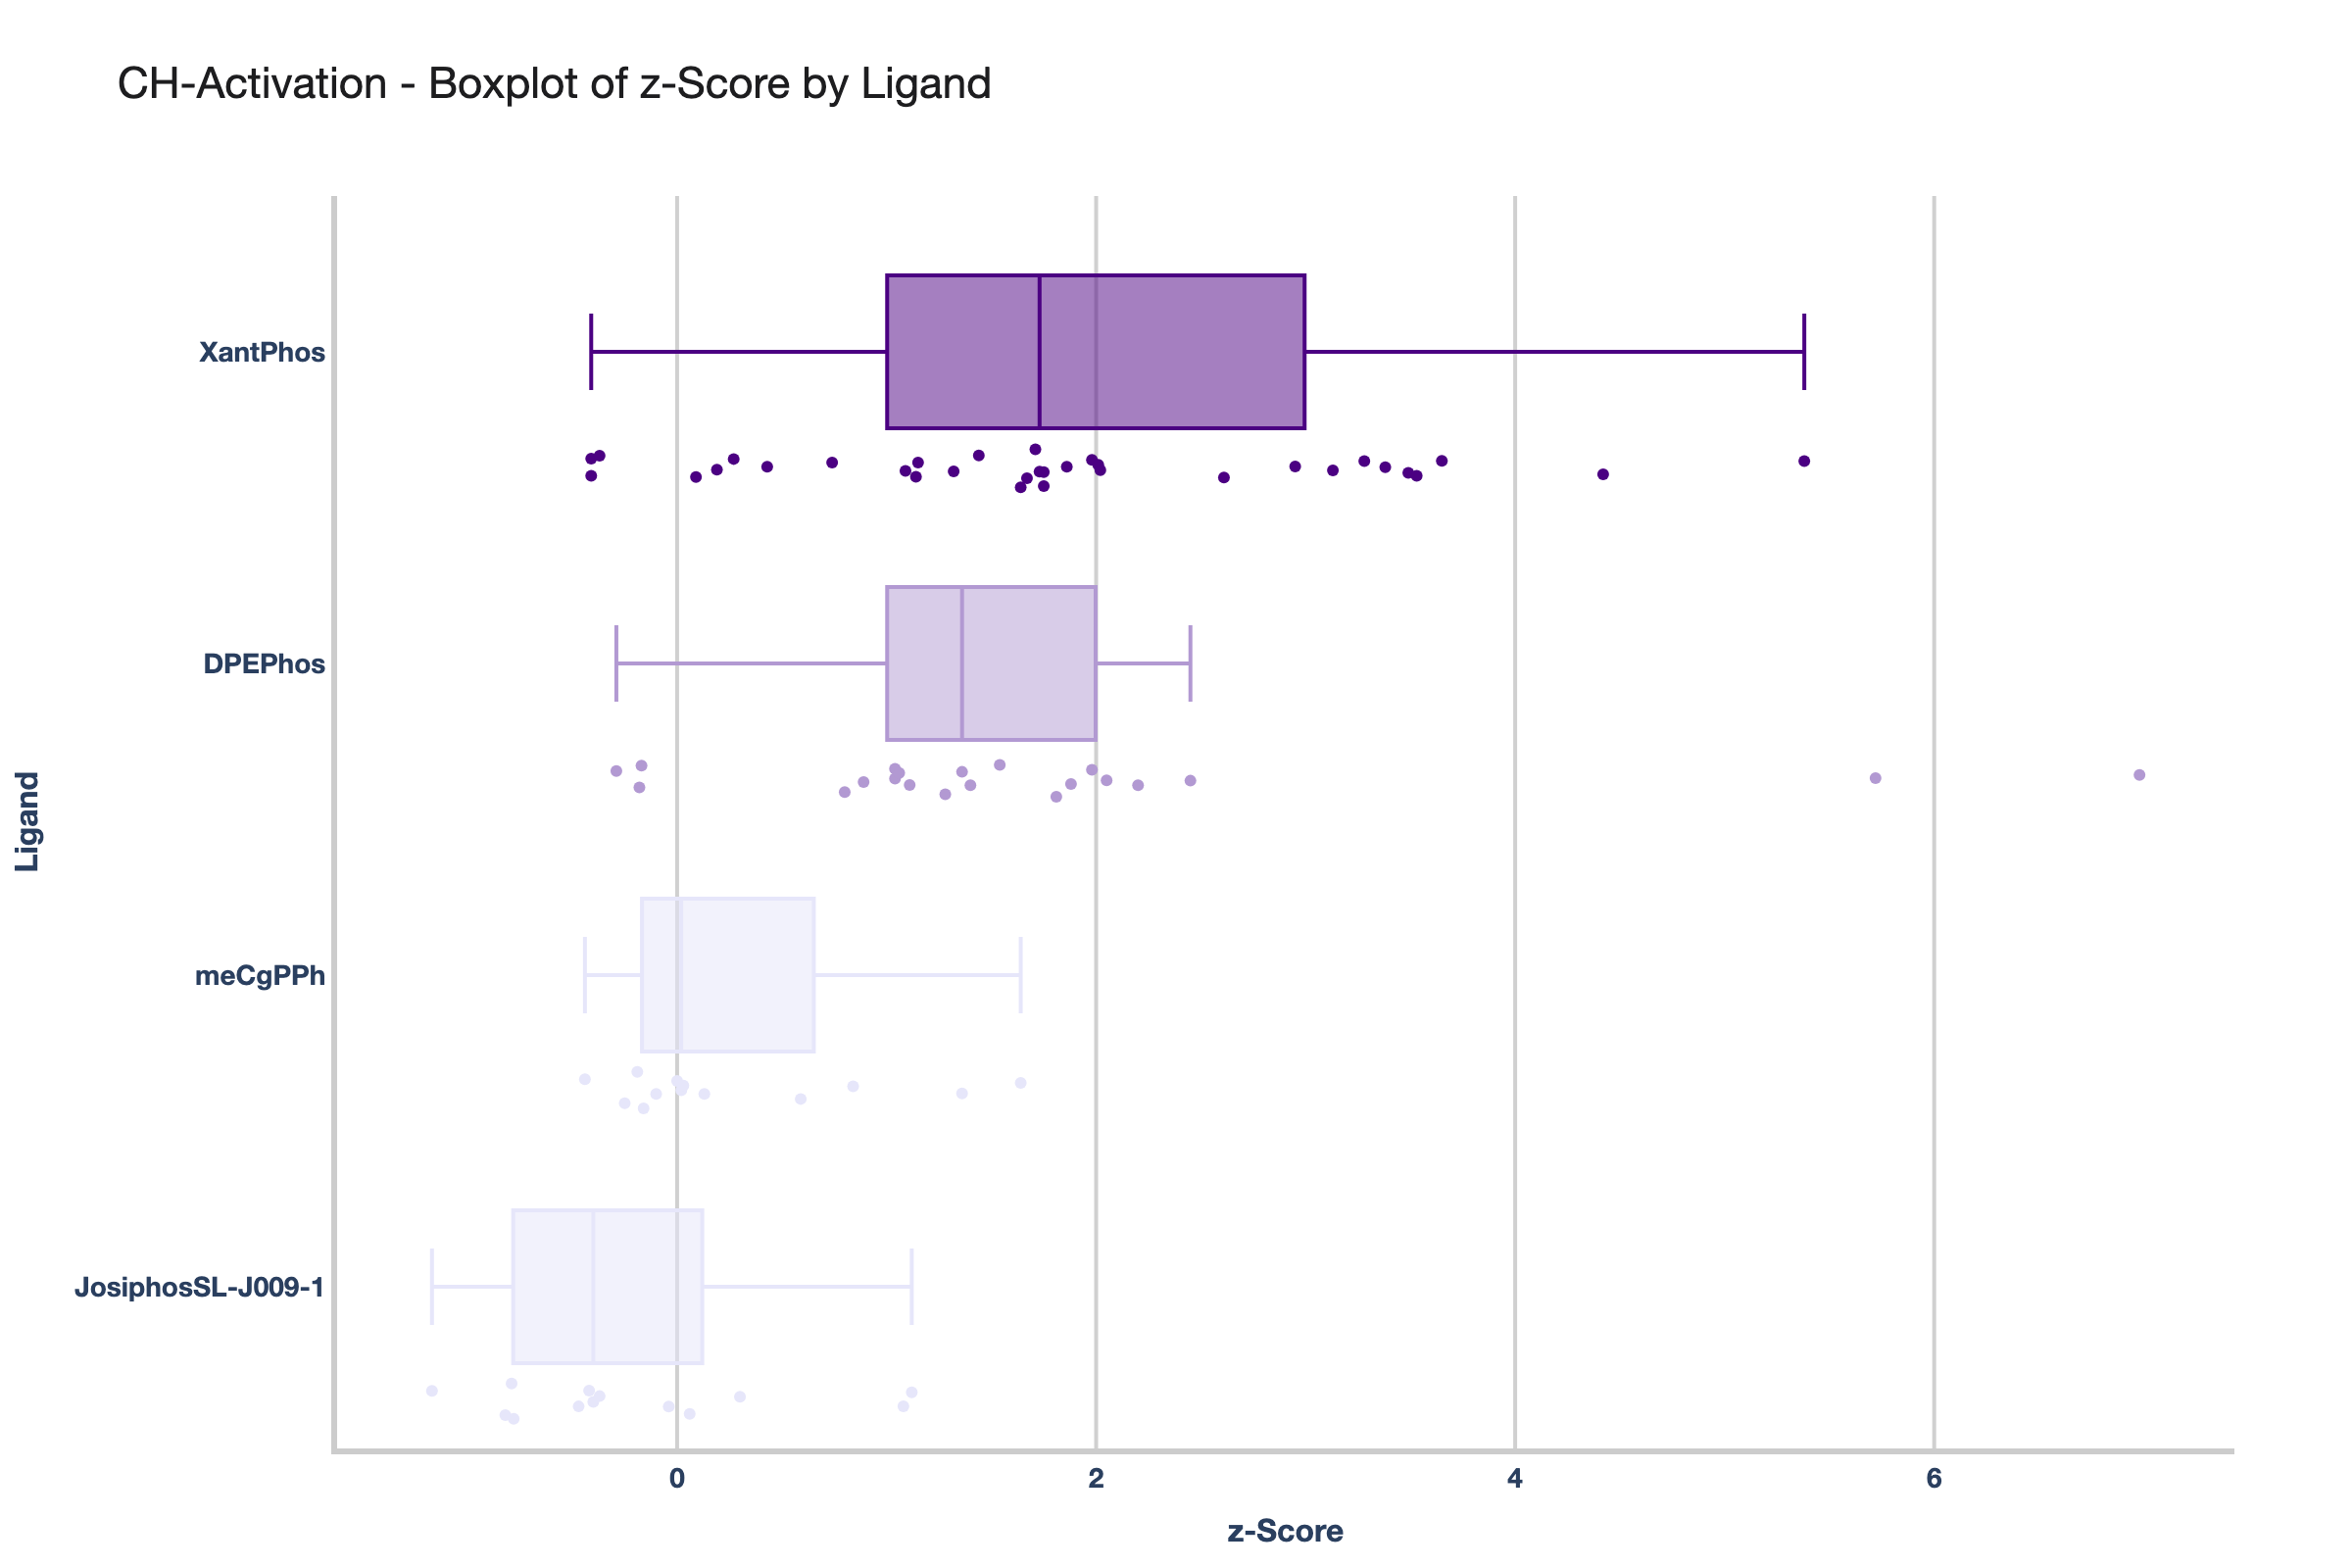 CH-Activation - Boxplot of z-Score by Ligand
XantPhos
DPEPhos
meCgPPh
JosiphosSL-J009-1
Ligand
0 2 4 6
z-Score